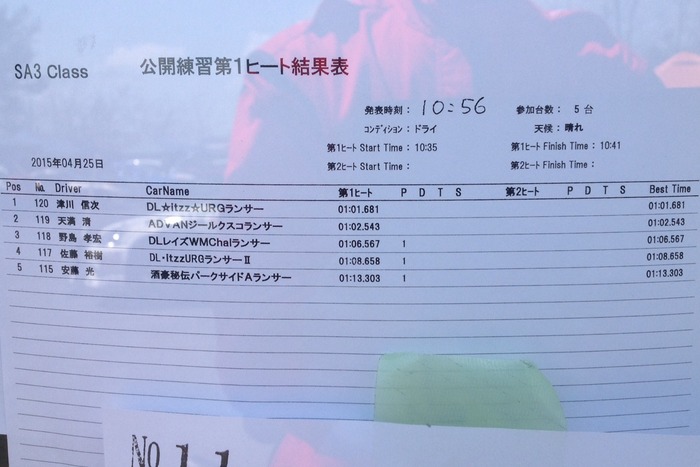 SA3 Class 公開練習第1ヒート結果表
発表時刻: 10:56 参加台数: 5 台
コンディション: ドライ 天候: 晴れ
第1ヒート Start Time : 10:35 第1ヒート Finish Time : 10:41
2015年04月25日 第2ヒート Start Time : 第2ヒート Finish Time :
Pos No. Driver CarName 第1ヒート P D T S 第2ヒート P D T S Best Time
1 120 津川 信次 DL☆Itzz☆URGランサー 01:01.681 01:01.681
2 119 天満 清 ADVANジールクスコランサー 01:02.543 01:02.543
3 118 野島 孝宏 DLレイズWMChalランサー 01:06.567 1 01:06.567
4 117 佐藤 裕樹 DL・ItzzURGランサーⅡ 01:08.658 1 01:08.658
5 115 安藤 光 酒豪秘伝パークサイドAランサー 01:13.303 1 01:13.303
No